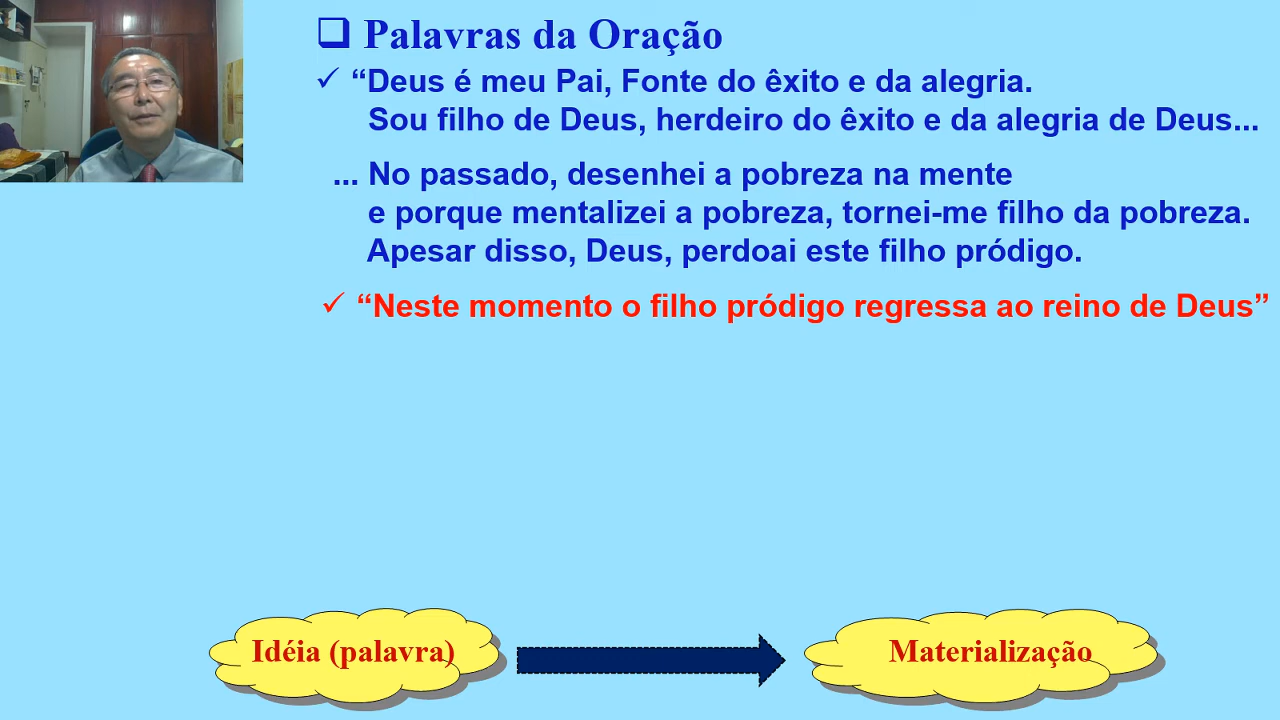 Palavras da Oração
“Deus é meu Pai, Fonte do êxito e da alegria.
Sou filho de Deus, herdeiro do êxito e da alegria de Deus...
... No passado, desenhei a pobreza na mente
e porque mentalizei a pobreza, tornei-me filho da pobreza.
Apesar disso, Deus, perdoai este filho pródigo.
“Neste momento o filho pródigo regressa ao reino de Deus”
Idéia (palavra)
Materialização